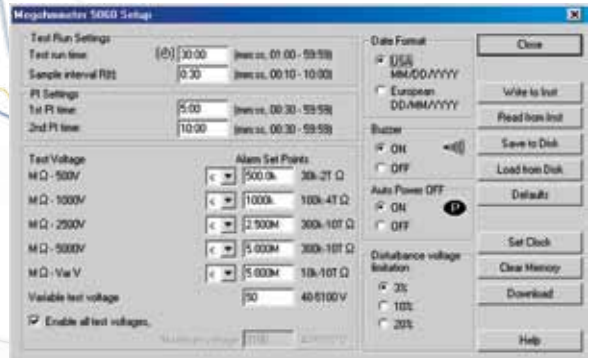 Megohmmeter 5060 Setup
Test Run Settings
Test run time: 30:00 (mm:ss, 01:00 - 59:59)
Sample interval R(t): 0:30 (mm:ss, 00:10 - 10:00)
PI Settings
1st PI time: 5:00 (mm:ss, 00:30 - 59:59)
2nd PI time: 10:00 (mm:ss, 00:30 - 59:59)
Test Voltage Alarm Set Points
MΩ - 500V < 500.0k 30k-2T Ω
MΩ - 1000V < 1000k 100k-4T Ω
MΩ - 2500V < 2.500M 300k-10T Ω
MΩ - 5000V < 5.000M 300k-10T Ω
MΩ - Var V < 5.000M 10k-10T Ω
Variable test voltage 50 40-5100 V
Enable all test voltages,
Maximum voltage
Date Format
USA
MM/DD/YYYY
European
DD/MM/YYYY
Buzzer
ON
OFF
Auto Power OFF
ON P
OFF
Disturbance voltage
limitation
3%
10%
20%
Close
Write to Inst
Read from Inst
Save to Disk
Load from Disk
Defaults
Set Clock
Clear Memory
Download
Help